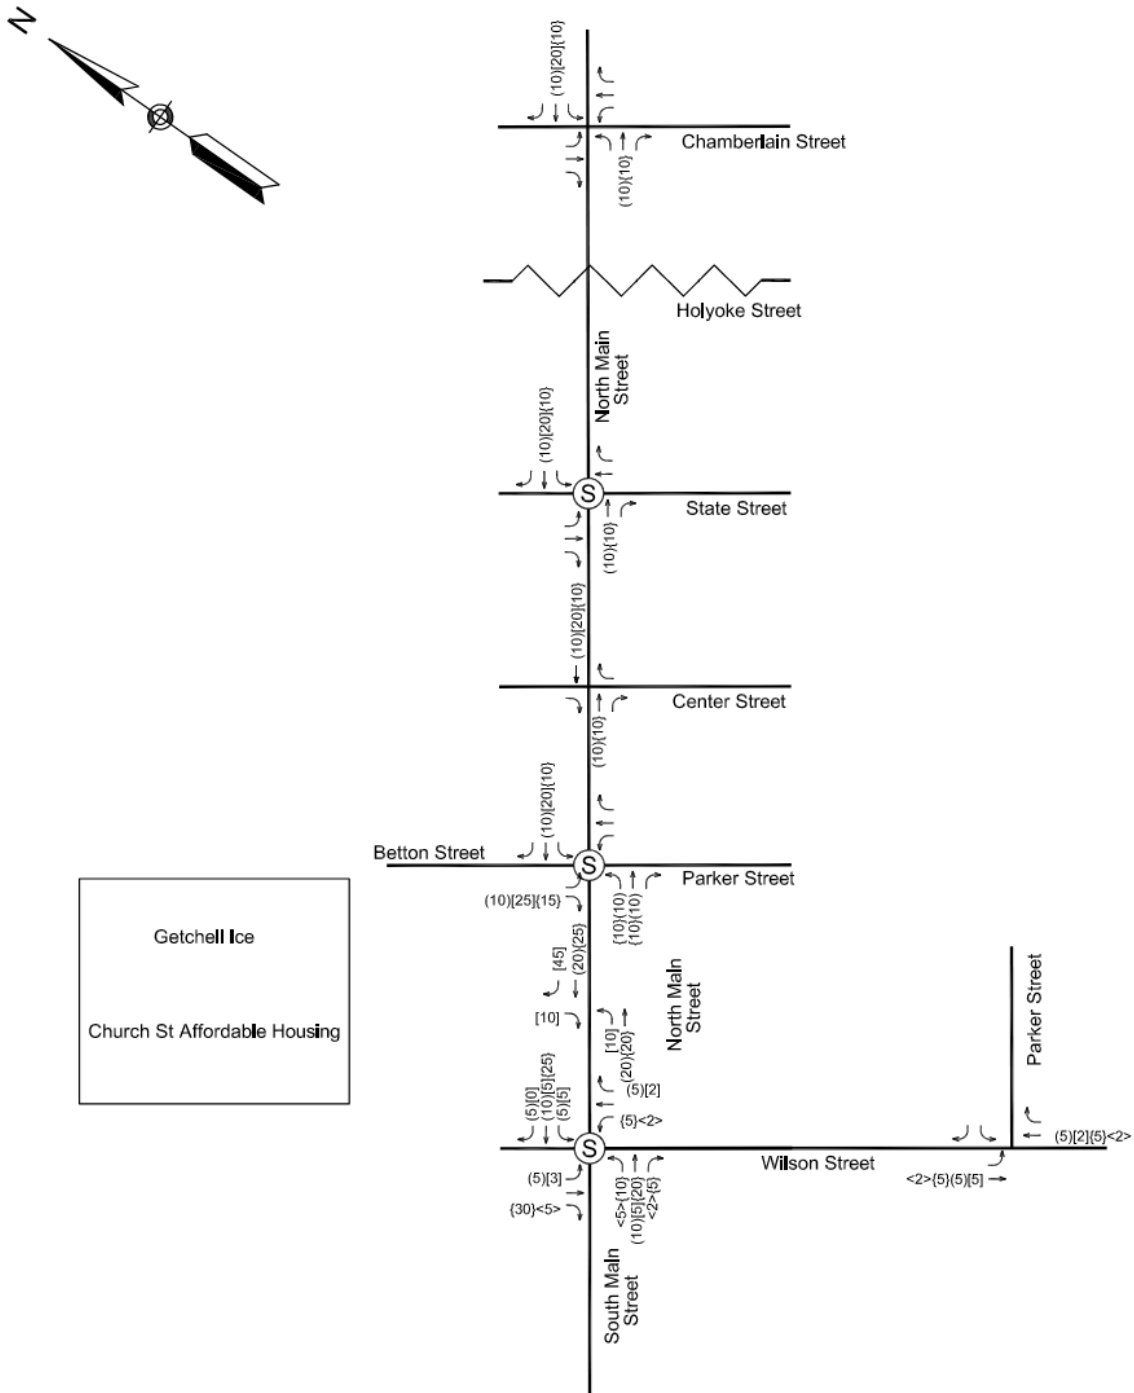 N
(10)[20]{10}
Chamberlain Street
(10){10}
Holyoke Street
North Main
Street
(10)[20]{10}
S
State Street
(10){10}
(10)[20]{10}
Center Street
(10){10}
(10)[20]{10}
Betton Street
S
Parker Street
(10)[25]{15}
{10}(10)
{10}(10)
Getchell Ice
Church St Affordable Housing
[45]
(20){25}
[10]
North Main
Street
[10]
(20){20}
Parker Street
(5)[0]
(10)[5]{25}
(5)[5]
(5)[2]
{5}<2>
S
Wilson Street
(5)[2]{5}<2>
<2>{5}(5)[5]
(5)[3]
{30}<5>
<5>{10}
(10)[5]{20}
<2>{5}
South Main
Street